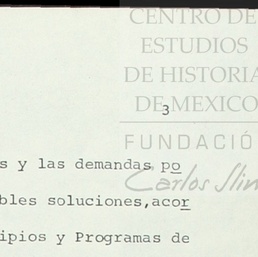 CENTRO DE
ESTUDIOS
DE HISTORIA
DE MEXICO
3
FUNDACIÓ
Carlos Slim
s y las demandas po
bles soluciones,acor
ipios y Programas de